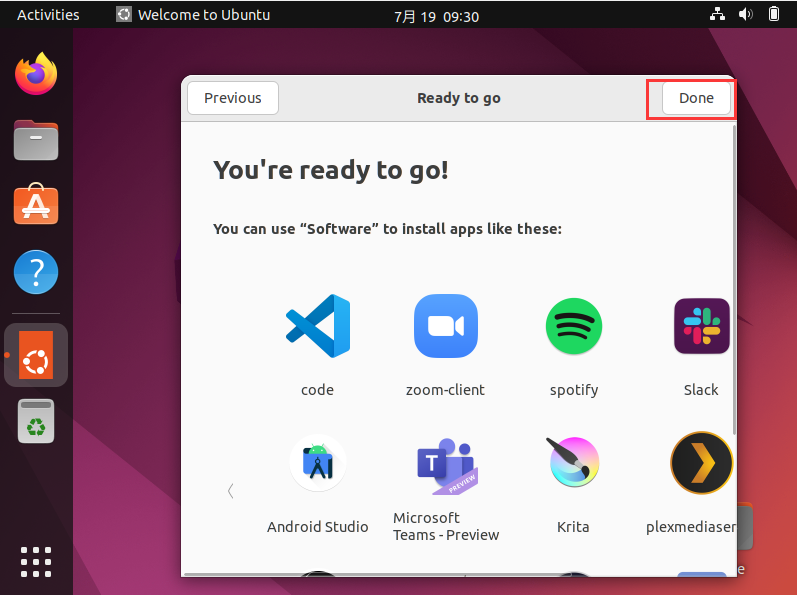 Activities
Welcome to Ubuntu
7月 19 09:30
Previous
Ready to go
Done
You're ready to go!
You can use “Software” to install apps like these:
code
zoom-client
spotify
Slack
T
PREVIEW
Android Studio
Microsoft
Teams - Preview
Krita
plexmediaser
e